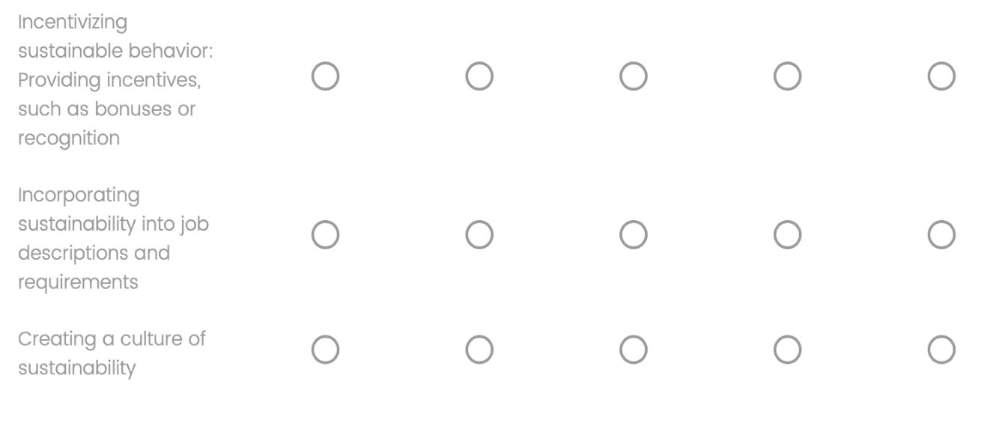 Incentivizing
sustainable behavior:
Providing incentives,
such as bonuses or
recognition
Incorporating
sustainability into job
descriptions and
requirements
Creating a culture of
sustainability